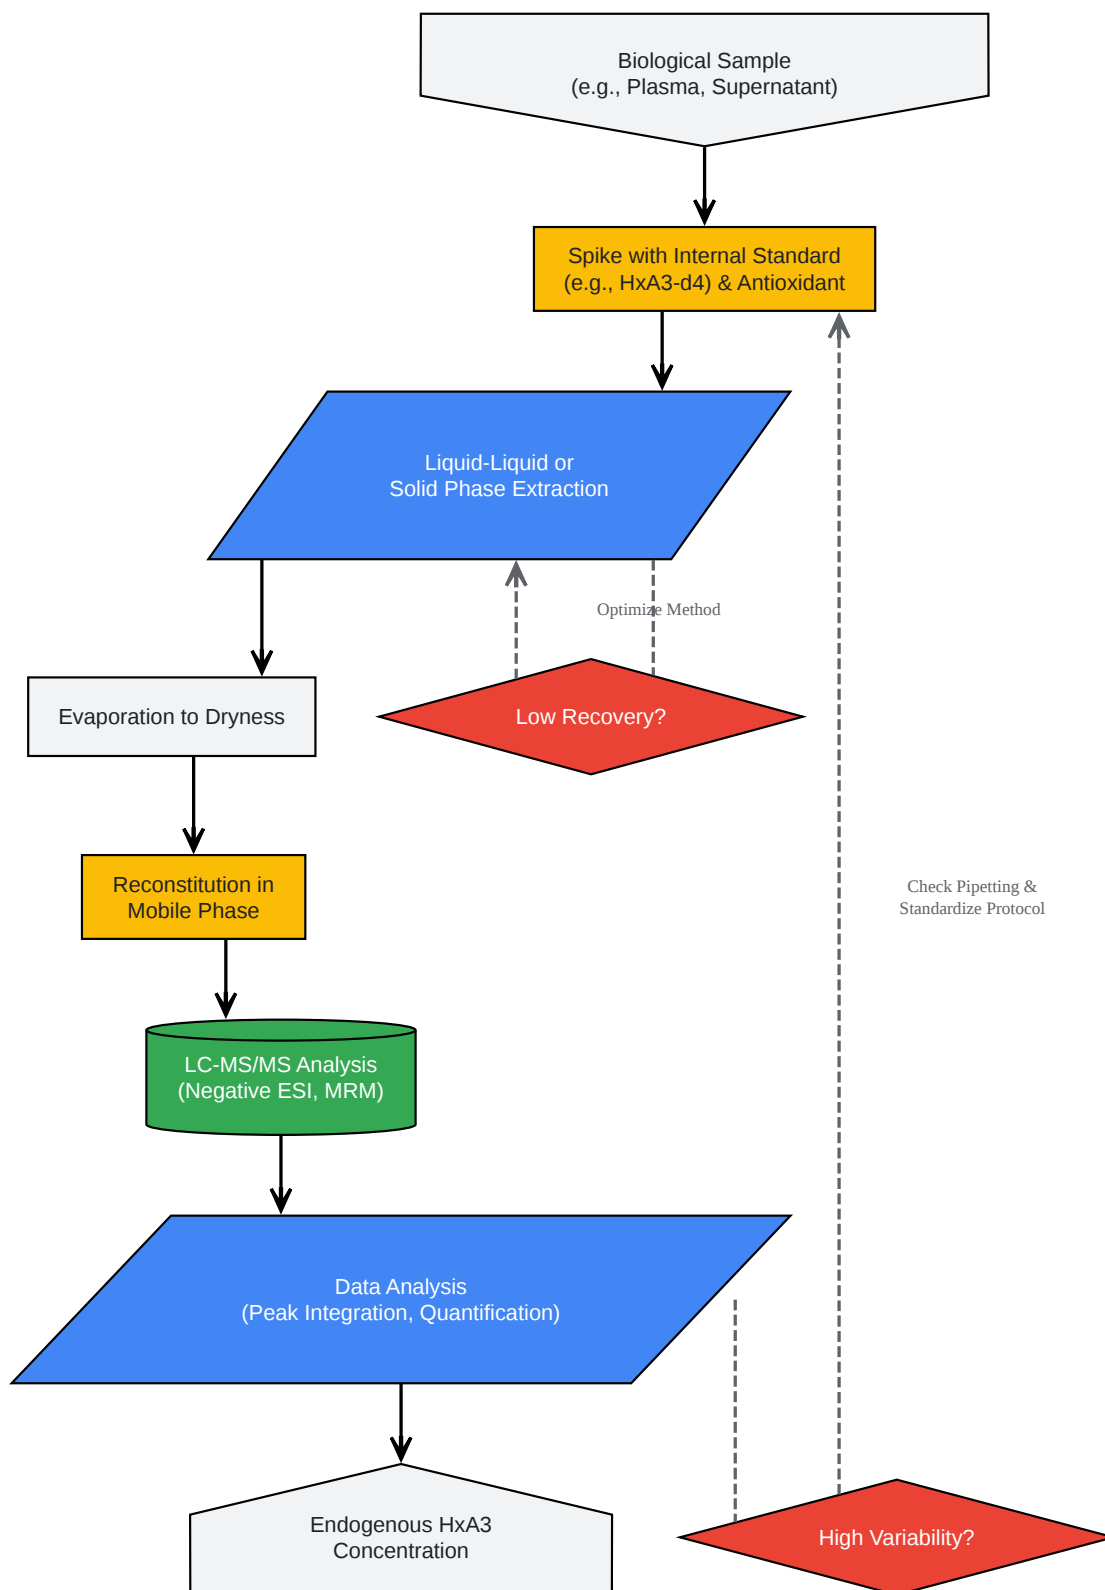 Biological Sample
(e.g., Plasma, Supernatant)
Spike with Internal Standard
(e.g., HxA3-d4) & Antioxidant
Liquid-Liquid or
Solid Phase Extraction
Optimize Method
Evaporation to Dryness
Low Recovery?
Reconstitution in
Mobile Phase
Check Pipetting &
Standardize Protocol
LC-MS/MS Analysis
(Negative ESI, MRM)
Data Analysis
(Peak Integration, Quantification)
Endogenous HxA3
Concentration
High Variability?